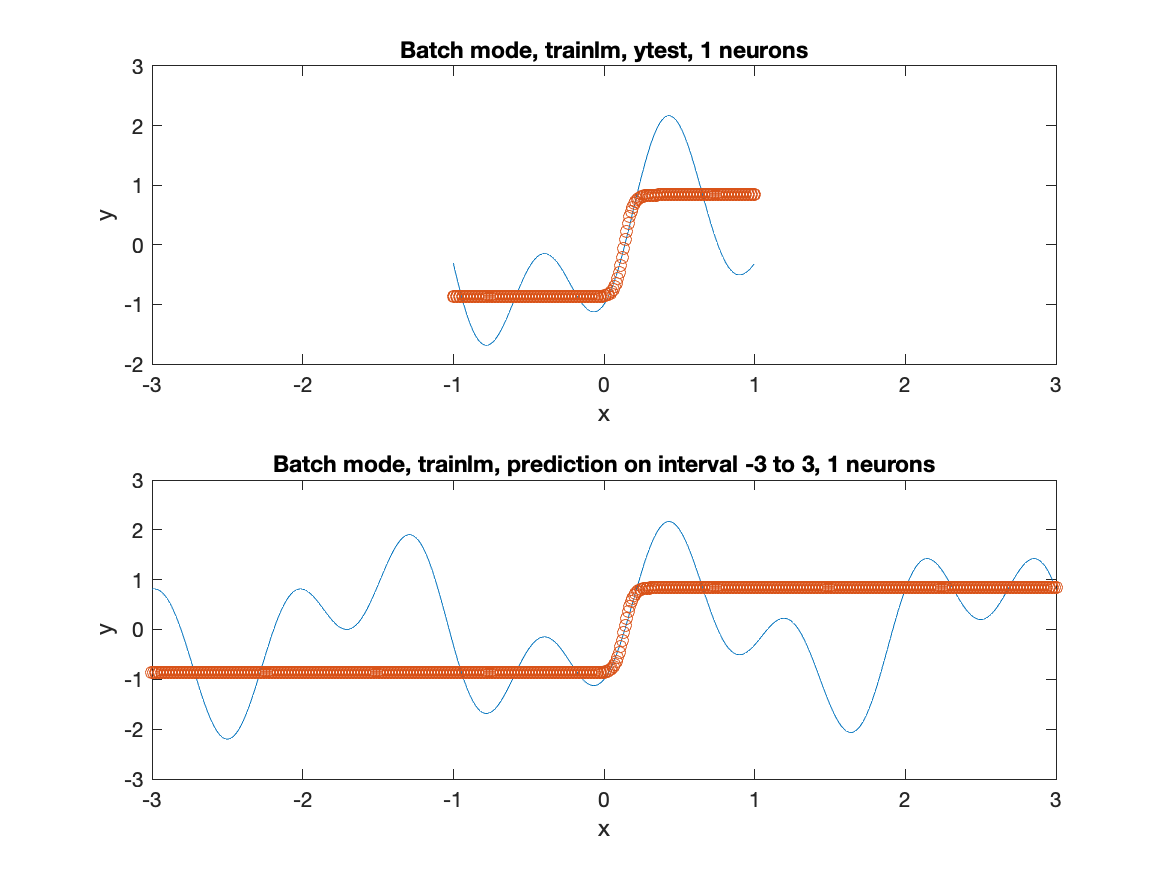 Batch mode, trainlm, ytest, 1 neurons
3
2
1
0
-1
-2
y
-3 -2 -1 0 1 2 3
x
Batch mode, trainlm, prediction on interval -3 to 3, 1 neurons
3
2
1
0
-1
-2
-3
y
-3 -2 -1 0 1 2 3
x